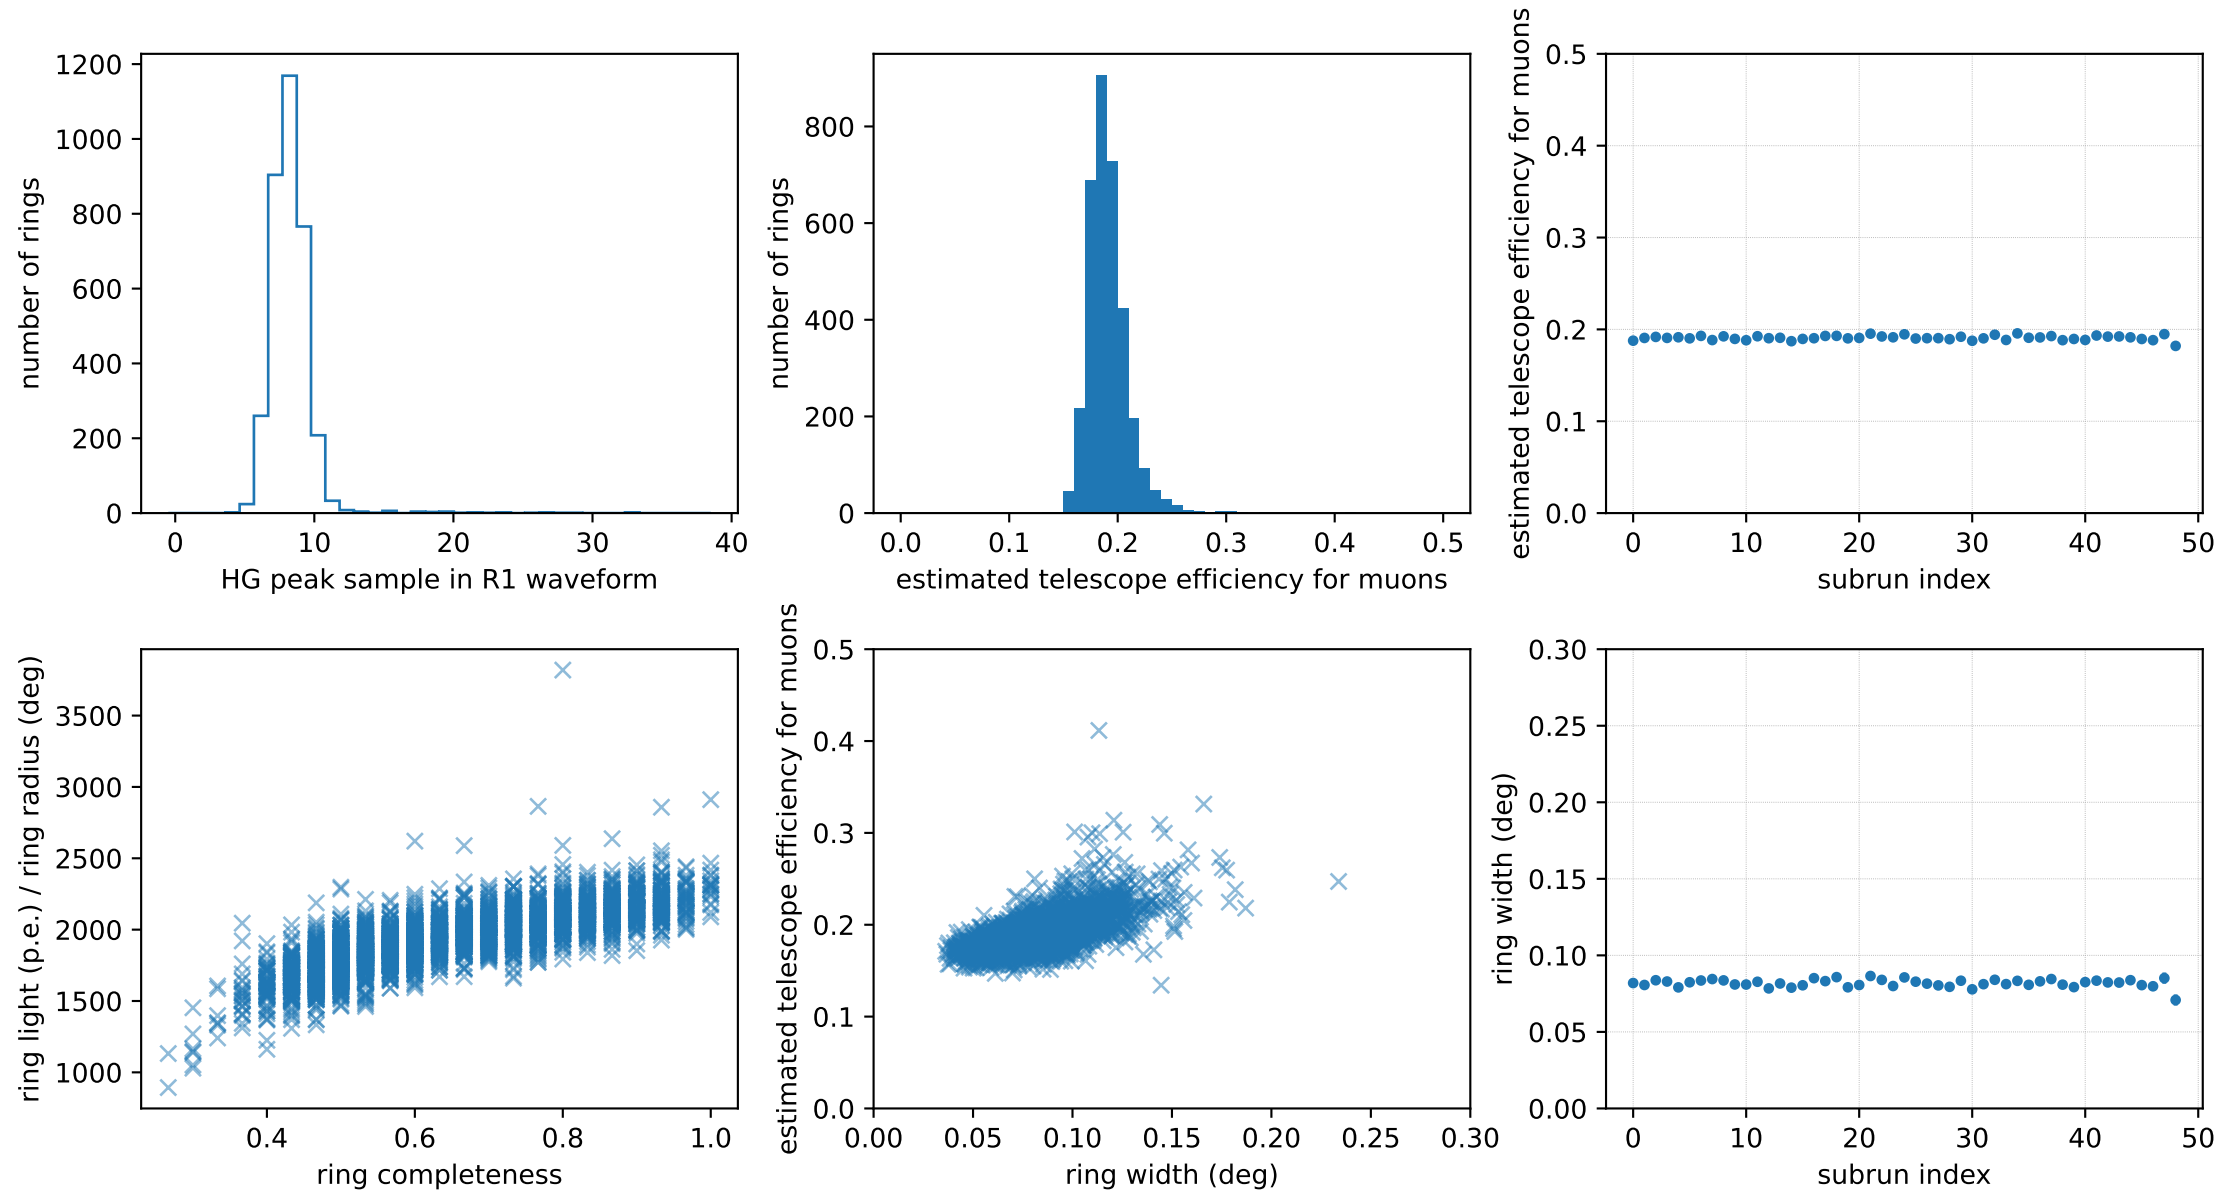 1200
1000
800
600
400
200
0
number of rings
0 10 20 30 40
HG peak sample in R1 waveform
800
600
400
200
0
number of rings
0.0 0.1 0.2 0.3 0.4 0.5
estimated telescope efficiency for muons
0.5
0.4
0.3
0.2
0.1
0.0
estimated telescope efficiency for muons
0 10 20 30 40 50
subrun index
3500
3000
2500
2000
1500
1000
ring light (p.e.) / ring radius (deg)
0.4 0.6 0.8 1.0
ring completeness
0.5
0.4
0.3
0.2
0.1
0.0
estimated telescope efficiency for muons
0.00 0.05 0.10 0.15 0.20 0.25 0.30
ring width (deg)
0.30
0.25
0.20
0.15
0.10
0.05
0.00
ring width (deg)
0 10 20 30 40 50
subrun index